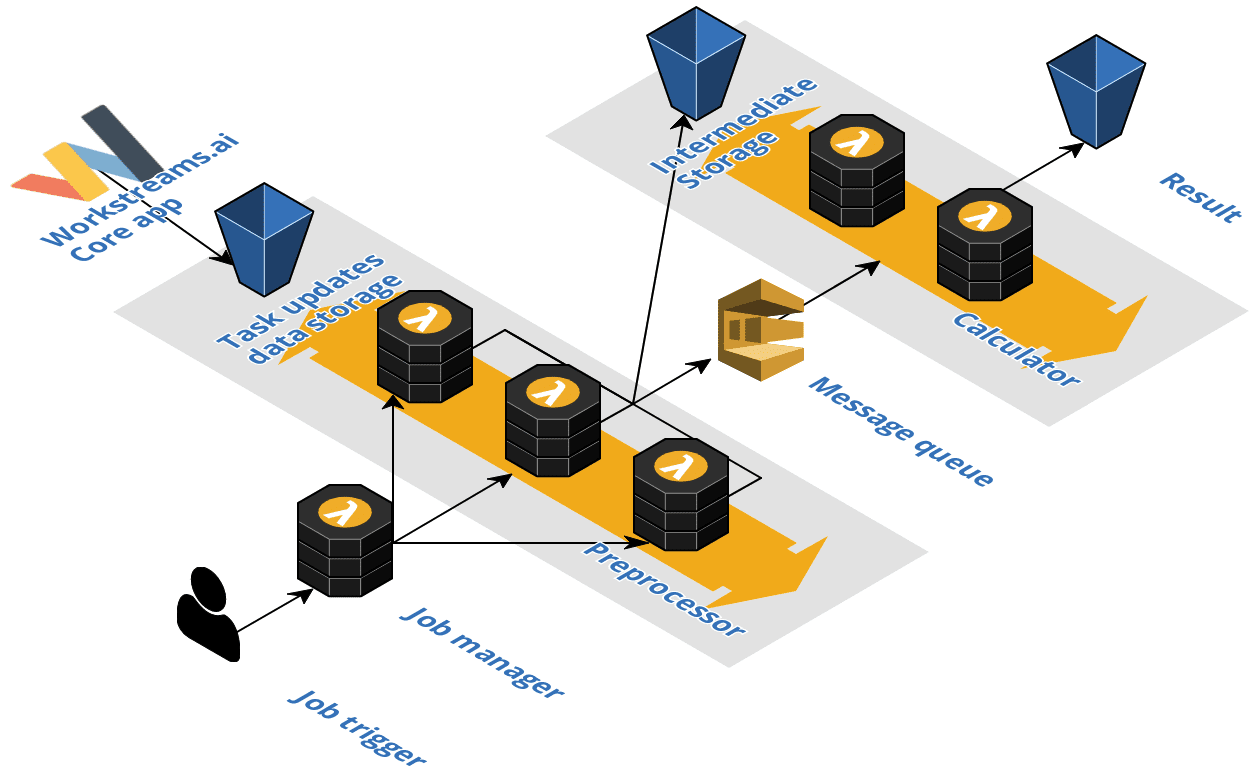 Workstreams.ai
Core app
Task updates
data storage
Intermediate
Storage
Result
Calculator
Message queue
Preprocessor
Job manager
Job trigger